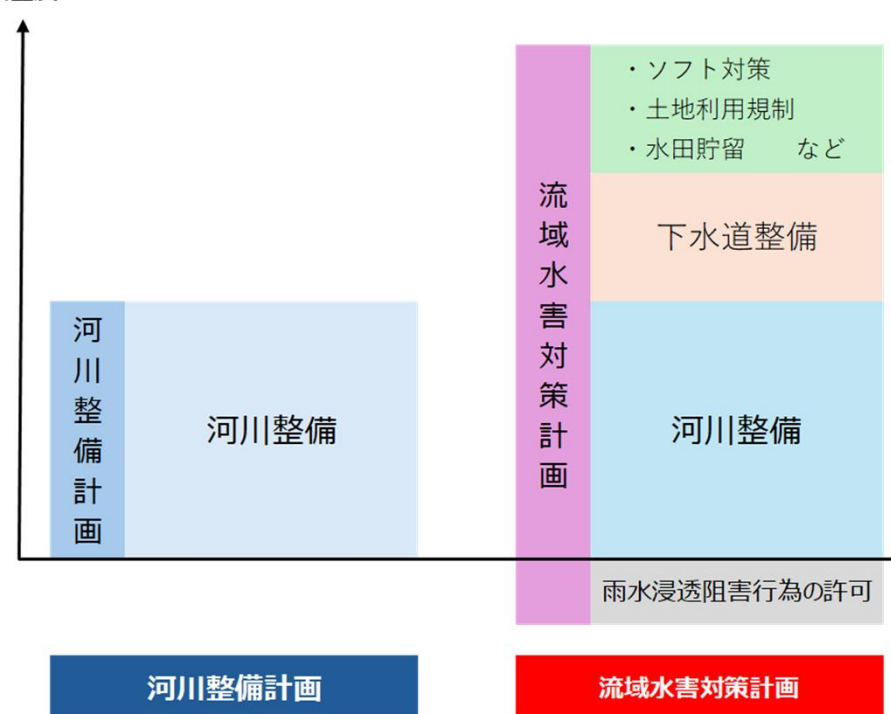 ・ソフト対策
・土地利用規制
・水田貯留　　など
流域水害対策計画
下水道整備
河川整備計画
河川整備
河川整備
雨水浸透阻害行為の許可
河川整備計画
流域水害対策計画